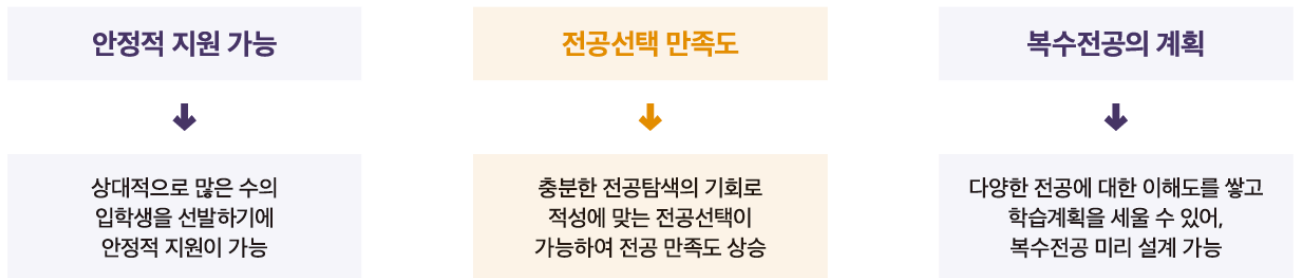 안정적 지원 가능
상대적으로 많은 수의
입학생을 선발하기에
안정적 지원이 가능
전공선택 만족도
충분한 전공탐색의 기회로
적성에 맞는 전공선택이
가능하여 전공 만족도 상승
복수전공의 계획
다양한 전공에 대한 이해도를 쌓고
학습계획을 세울 수 있어,
복수전공 미리 설계 가능